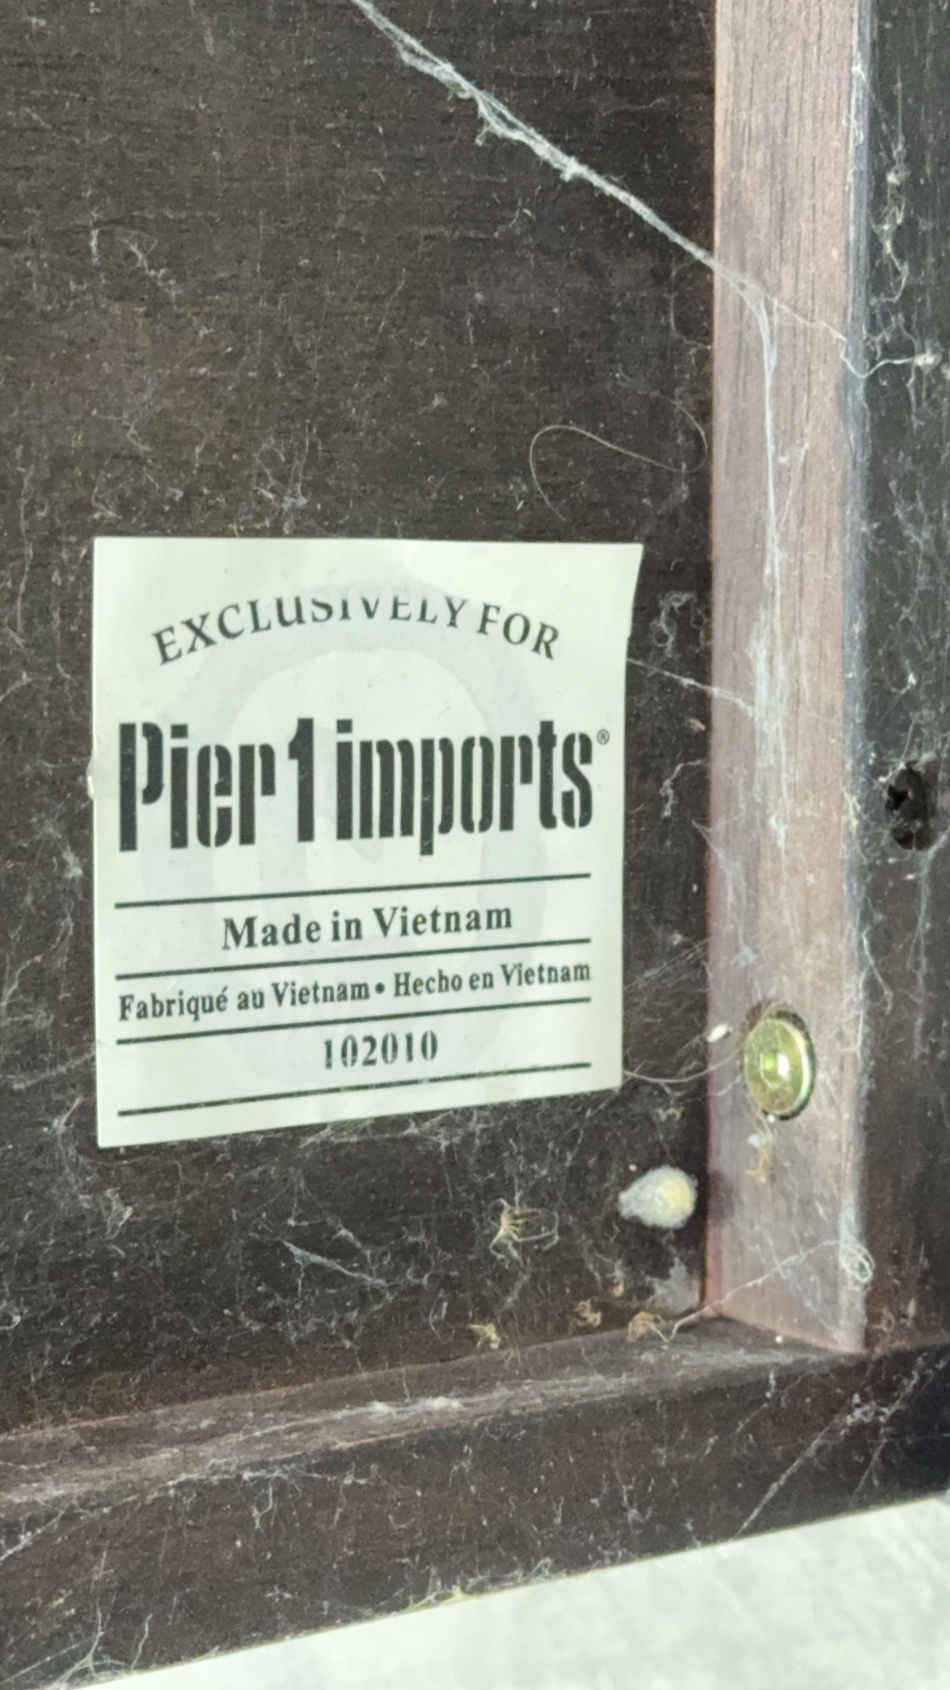 EXCLUSIVELY FOR
Pier 1 imports®
Made in Vietnam
Fabriqué au Vietnam • Hecho en Vietnam
102010